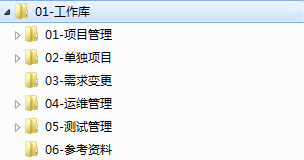 01-工作库
01-项目管理
02-单独项目
03-需求变更
04-运维管理
05-测试管理
06-参考资料